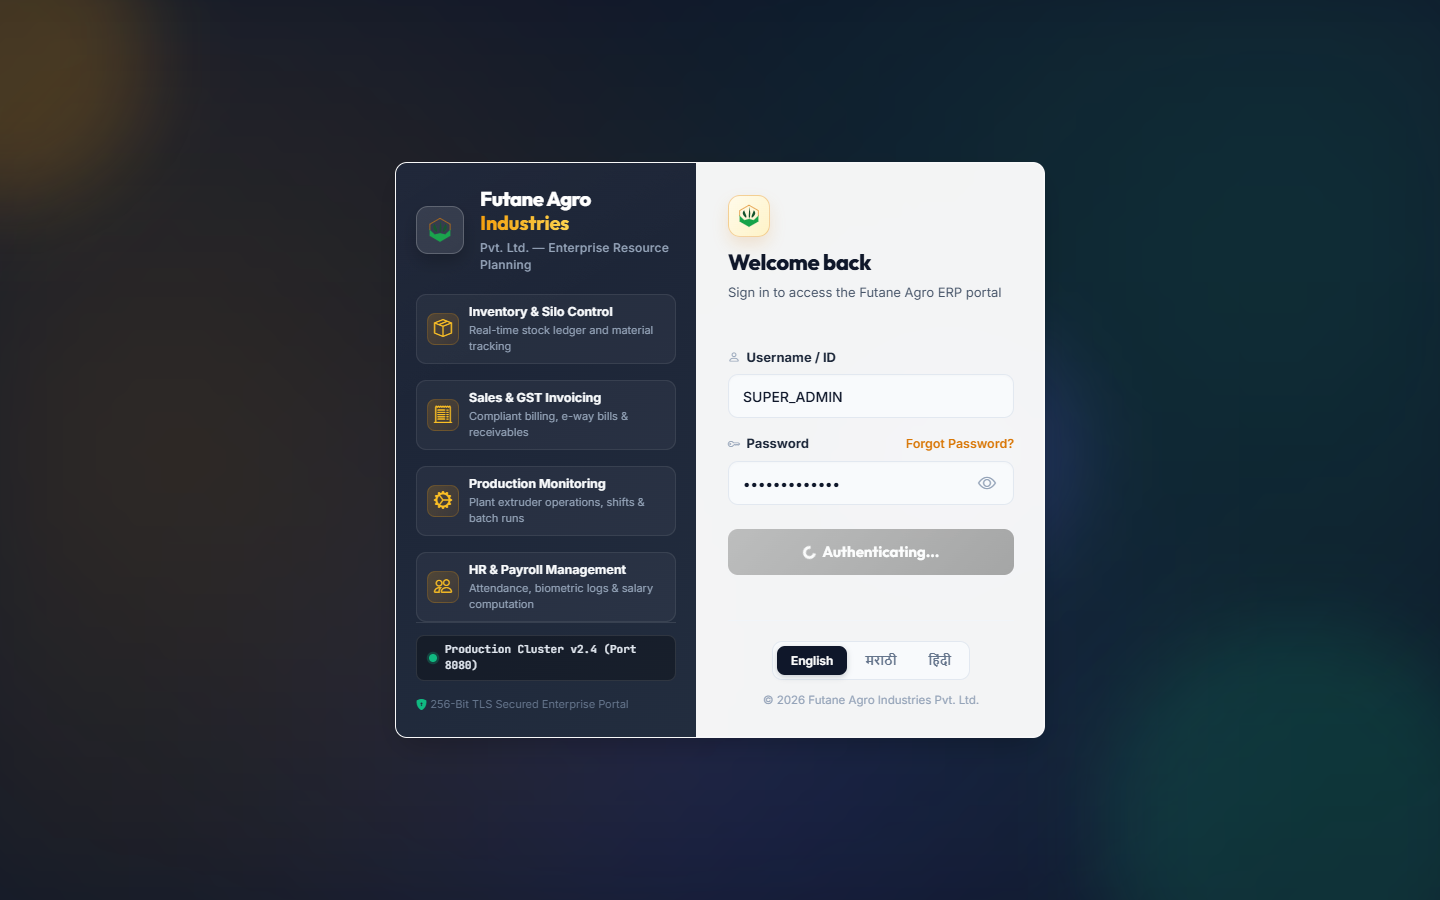 Futane Agro
Industries
Pvt. Ltd. — Enterprise Resource
Planning
Inventory & Silo Control
Real-time stock ledger and material
tracking
Sales & GST Invoicing
Compliant billing, e-way bills &
receivables
Production Monitoring
Plant extruder operations, shifts &
batch runs
HR & Payroll Management
Attendance, biometric logs & salary
computation
Production Cluster v2.4 (Port
8080)
256-Bit TLS Secured Enterprise Portal
Welcome back
Sign in to access the Futane Agro ERP portal
Username / ID
SUPER_ADMIN
Password Forgot Password?
•••••••••••••
Authenticating...
English मराठी हिंदी
© 2026 Futane Agro Industries Pvt. Ltd.